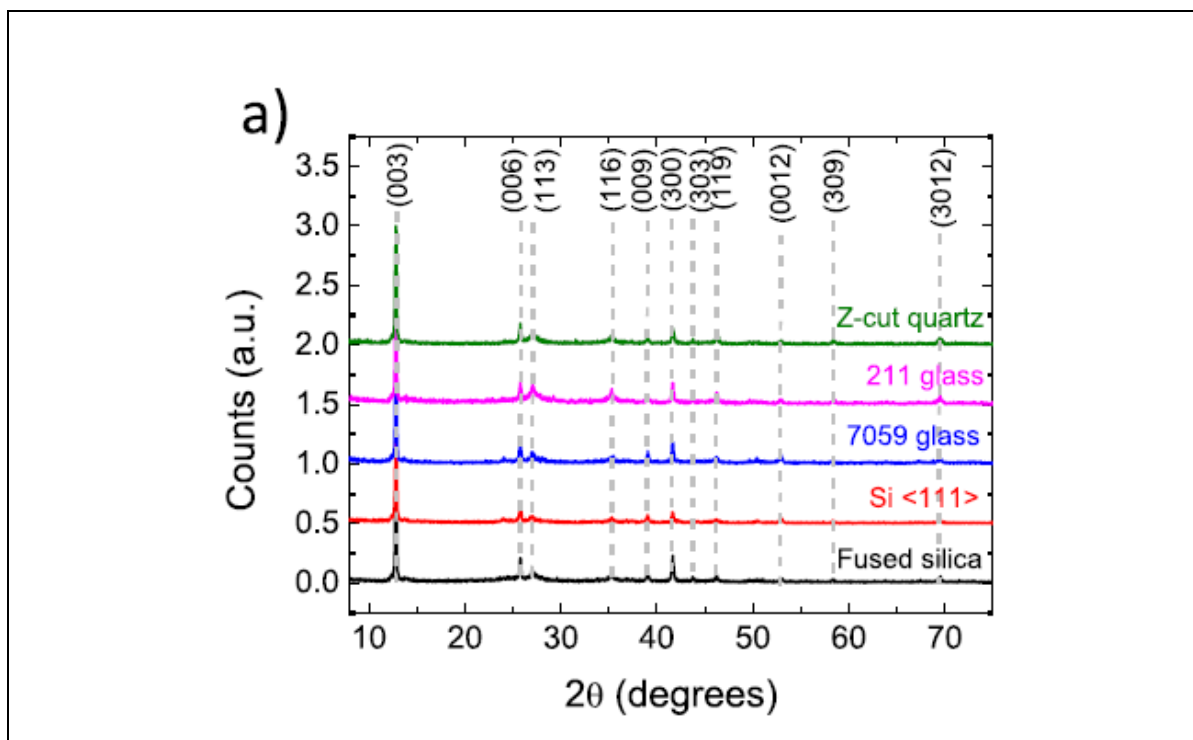 a)
3.5
3.0
2.5
2.0
1.5
1.0
0.5
0.0
Counts (a.u.)
(003)
(006)
(113)
(116)
(009)
(300)
(303)
(119)
(0012)
(309)
(3012)
Z-cut quartz
211 glass
7059 glass
Si <111>
Fused silica
10 20 30 40 50 60 70
2θ (degrees)